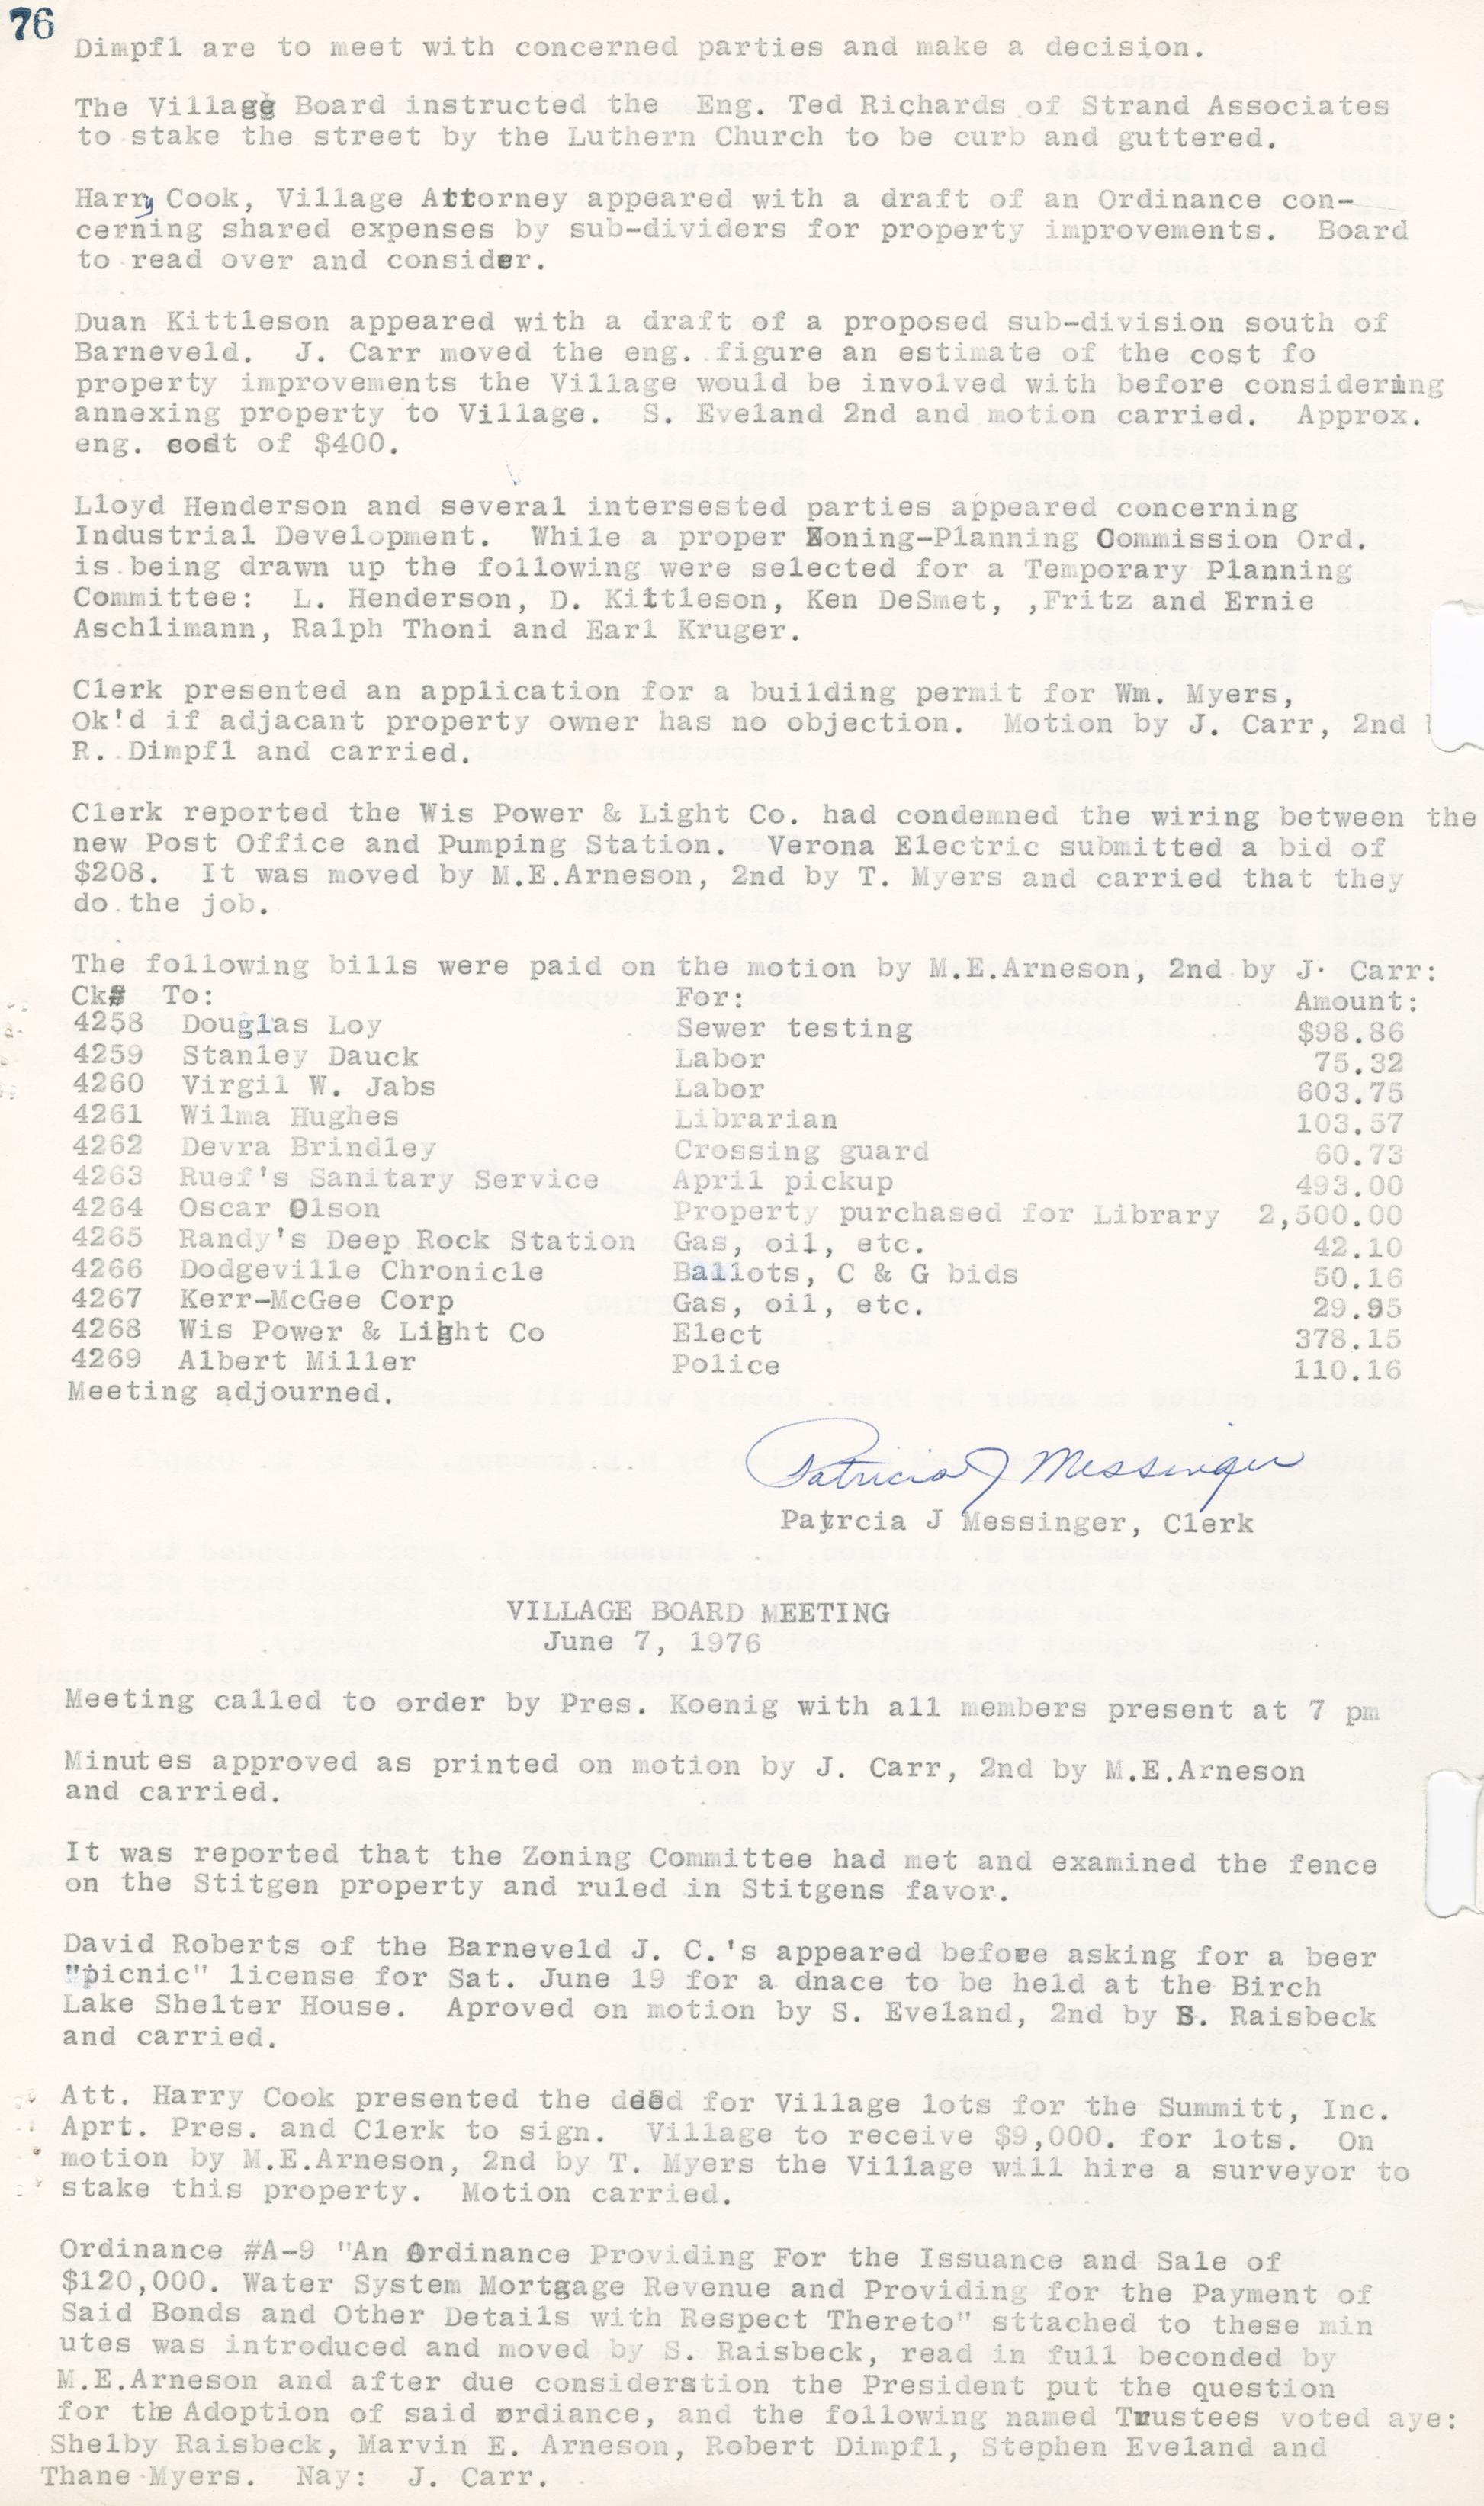 76
Dimpfl are to meet with concerned parties and make a decision.
The Village Board instructed the Eng. Ted Richards of Strand Associates
to stake the street by the Luthern Church to be curb and guttered.
Harry Cook, Village Attorney appeared with a draft of an Ordinance con-
cerning shared expenses by sub-dividers for property improvements. Board
to read over and consider.
Duan Kittleson appeared with a draft of a proposed sub-division south of
Barneveld. J. Carr moved the eng. figure an estimate of the cost fo
property improvements the Village would be involved with before considering
annexing property to Village. S. Eveland 2nd and motion carried. Approx.
eng. cost of $400.
Lloyd Henderson and several intersested parties appeared concerning
Industrial Development. While a proper Zoning-Planning Commission Ord.
is being drawn up the following were selected for a Temporary Planning
Committee: L. Henderson, D. Kittleson, Ken DeSmet, ,Fritz and Ernie
Aschlimann, Ralph Thoni and Earl Kruger.
Clerk presented an application for a building permit for Wm. Myers,
Ok'd if adjacant property owner has no objection. Motion by J. Carr, 2nd
R. Dimpfl and carried.
Clerk reported the Wis Power & Light Co. had condemned the wiring between the
new Post Office and Pumping Station. Verona Electric submitted a bid of
$208. It was moved by M.E.Arneson, 2nd by T. Myers and carried that they
do the job.
The following bills were paid on the motion by M.E.Arneson, 2nd by J. Carr:
Ck# To: For: Amount:
4258 Douglas Loy Sewer testing $98.86
4259 Stanley Dauck Labor 75.32
4260 Virgil W. Jabs Labor 603.75
4261 Wilma Hughes Librarian 103.57
4262 Devra Brindley Crossing guard 60.73
4263 Ruef's Sanitary Service April pickup 493.00
4264 Oscar Olson Property purchased for Library 2,500.00
4265 Randy's Deep Rock Station Gas, oil, etc. 42.10
4266 Dodgeville Chronicle Ballots, C & G bids 50.16
4267 Kerr-McGee Corp Gas, oil, etc. 29.95
4268 Wis Power & Light Co Elect 378.15
4269 Albert Miller Police 110.16
Meeting adjourned.
Patricia J Messinger
Patrcia J Messinger, Clerk
VILLAGE BOARD MEETING
June 7, 1976
Meeting called to order by Pres. Koenig with all members present at 7 pm
Minutes approved as printed on motion by J. Carr, 2nd by M.E.Arneson
and carried.
It was reported that the Zoning Committee had met and examined the fence
on the Stitgen property and ruled in Stitgens favor.
David Roberts of the Barneveld J. C.'s appeared before asking for a beer
"picnic" license for Sat. June 19 for a dnace to be held at the Birch
Lake Shelter House. Aproved on motion by S. Eveland, 2nd by S. Raisbeck
and carried.
Att. Harry Cook presented the deed for Village lots for the Summitt, Inc.
Aprt. Pres. and Clerk to sign. Village to receive $9,000. for lots. On
motion by M.E.Arneson, 2nd by T. Myers the Village will hire a surveyor to
stake this property. Motion carried.
Ordinance #A-9 "An Ordinance Providing For the Issuance and Sale of
$120,000. Water System Mortgage Revenue and Providing for the Payment of
Said Bonds and Other Details with Respect Thereto" sttached to these min
utes was introduced and moved by S. Raisbeck, read in full beconded by
M.E.Arneson and after due consideration the President put the question
for the Adoption of said ordiance, and the following named Trustees voted aye:
Shelby Raisbeck, Marvin E. Arneson, Robert Dimpfl, Stephen Eveland and
Thane Myers. Nay: J. Carr.